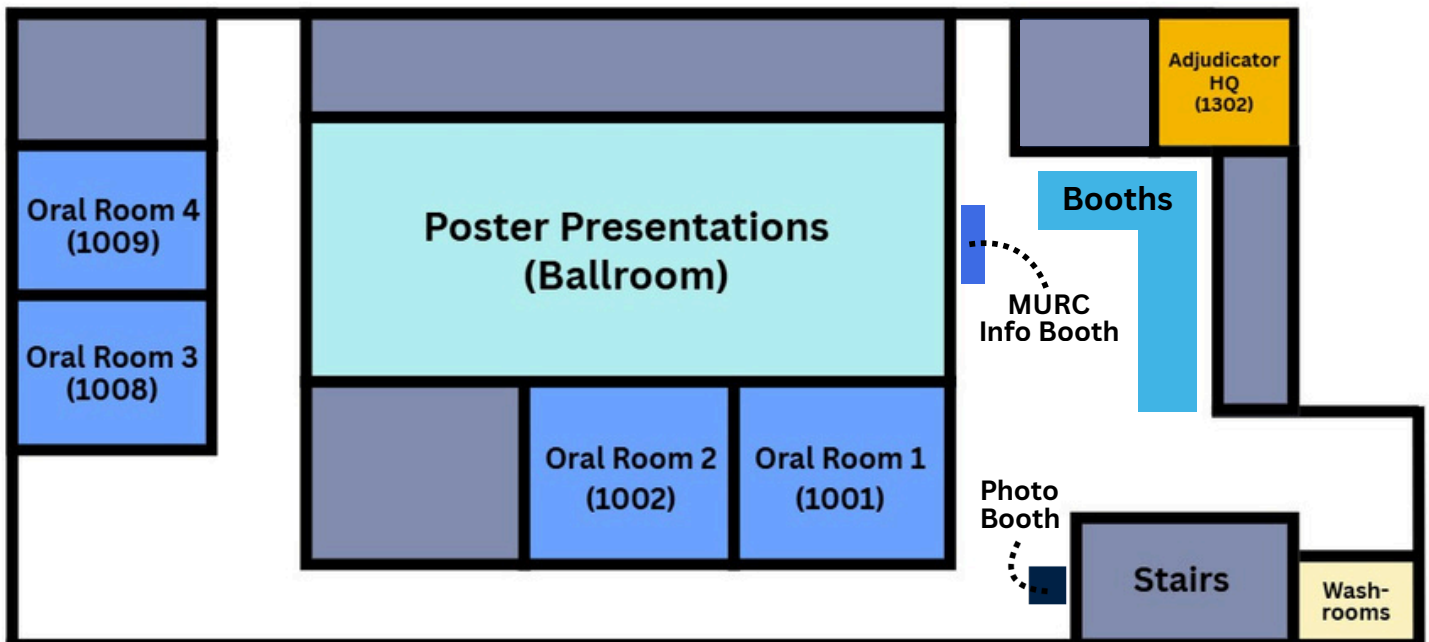 Adjudicator
HQ
(1302)
Oral Room 4
(1009)
Poster Presentations
(Ballroom)
Booths
MURC
Info Booth
Oral Room 3
(1008)
Oral Room 2
(1002)
Oral Room 1
(1001)
Photo
Booth
Stairs
Wash-
rooms